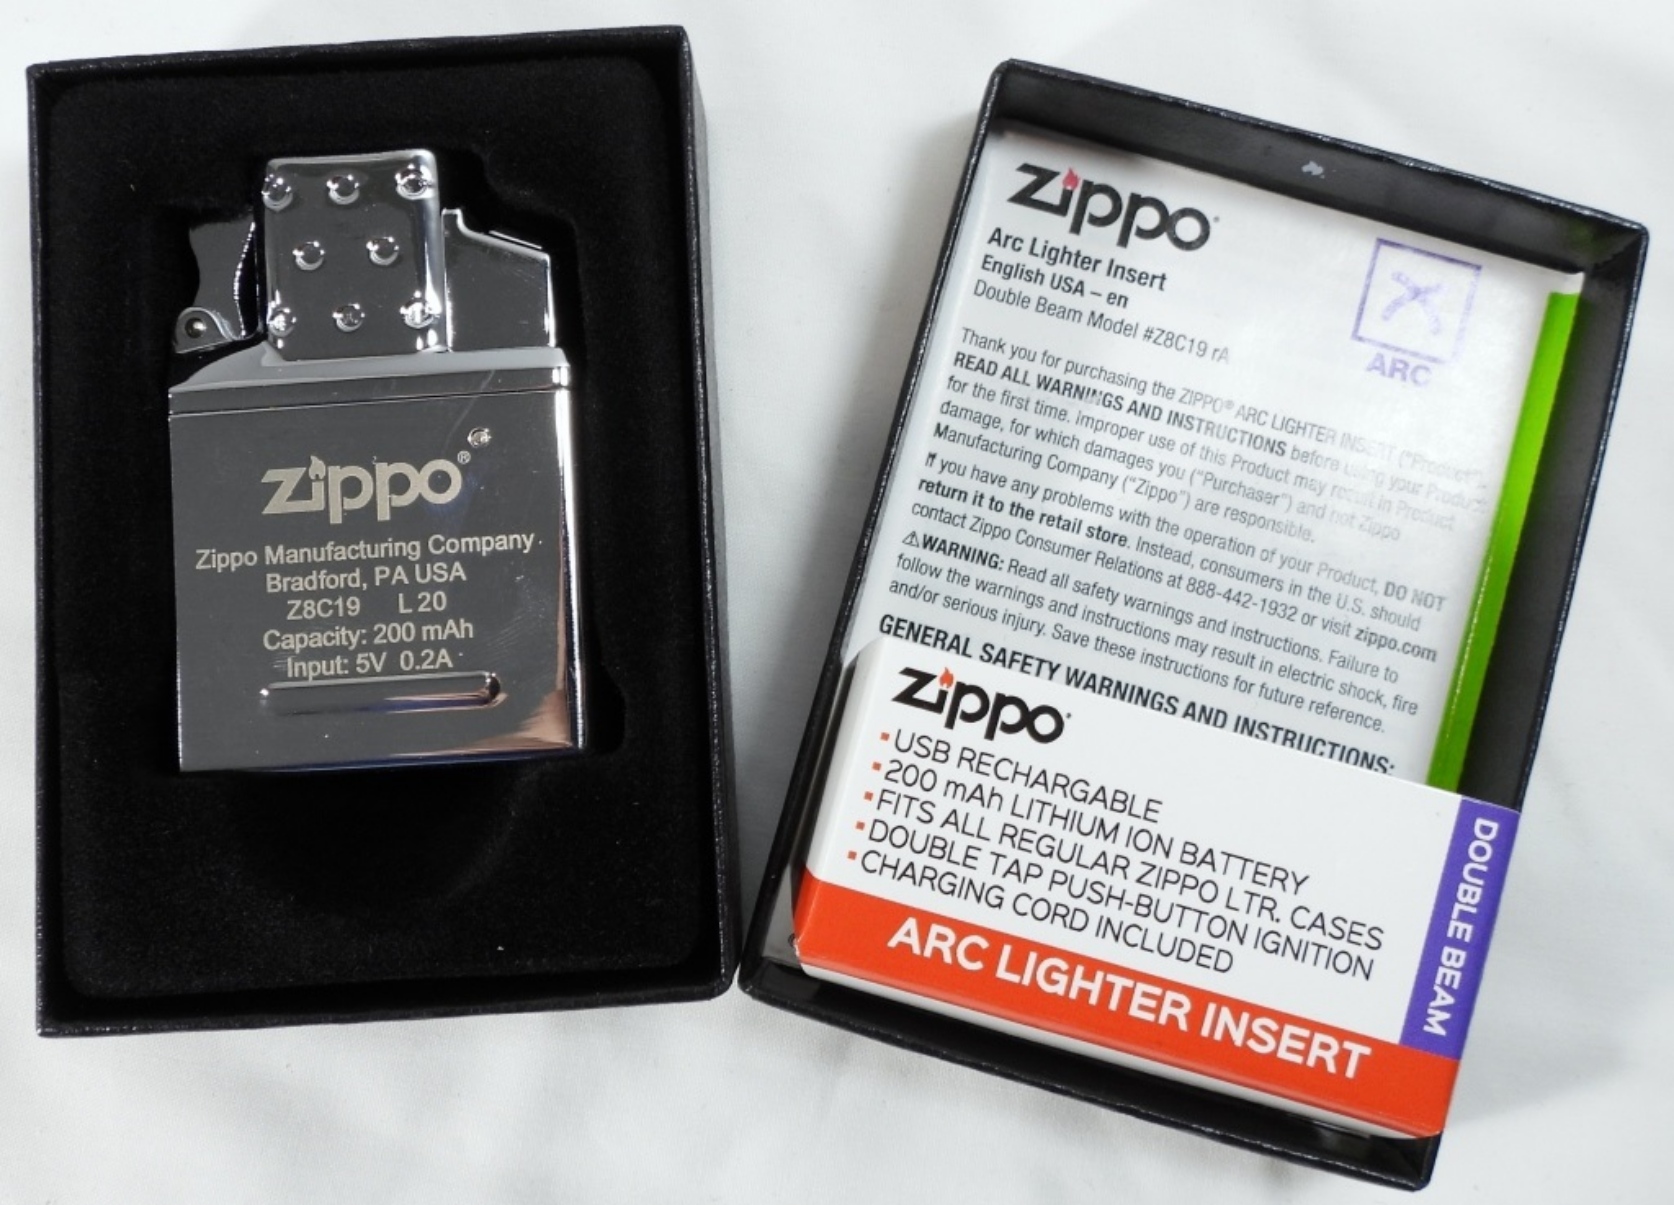 zippo®
Zippo Manufacturing Company
Bradford, PA USA
Z8C19 L 20
Capacity: 200 mAh
Input: 5V 0.2A
zippo
Arc Lighter Insert
English USA – en
Double Beam Model #Z8C19 rA
ARC
Thank you for purchasing the ZIPPO® ARC LIGHTER INSERT ("Product").
READ ALL WARNINGS AND INSTRUCTIONS before using your Product
for the first time. Improper use of this Product may result in Product
damage, for which damages you ("Purchaser") and not Zippo
Manufacturing Company ("Zippo") are responsible.
If you have any problems with the operation of your Product, DO NOT
return it to the retail store. Instead, consumers in the U.S. should
contact Zippo Consumer Relations at 888-442-1932 or visit zippo.com
⚠WARNING: Read all safety warnings and instructions. Failure to
follow the warnings and instructions may result in electric shock, fire
and/or serious injury. Save these instructions for future reference.
GENERAL SAFETY WARNINGS AND INSTRUCTIONS:
zippo
▪ USB RECHARGABLE
▪ 200 mAh LITHIUM ION BATTERY
▪ FITS ALL REGULAR ZIPPO LTR. CASES
▪ DOUBLE TAP PUSH-BUTTON IGNITION
▪ CHARGING CORD INCLUDED
ARC LIGHTER INSERT
DOUBLE BEAM